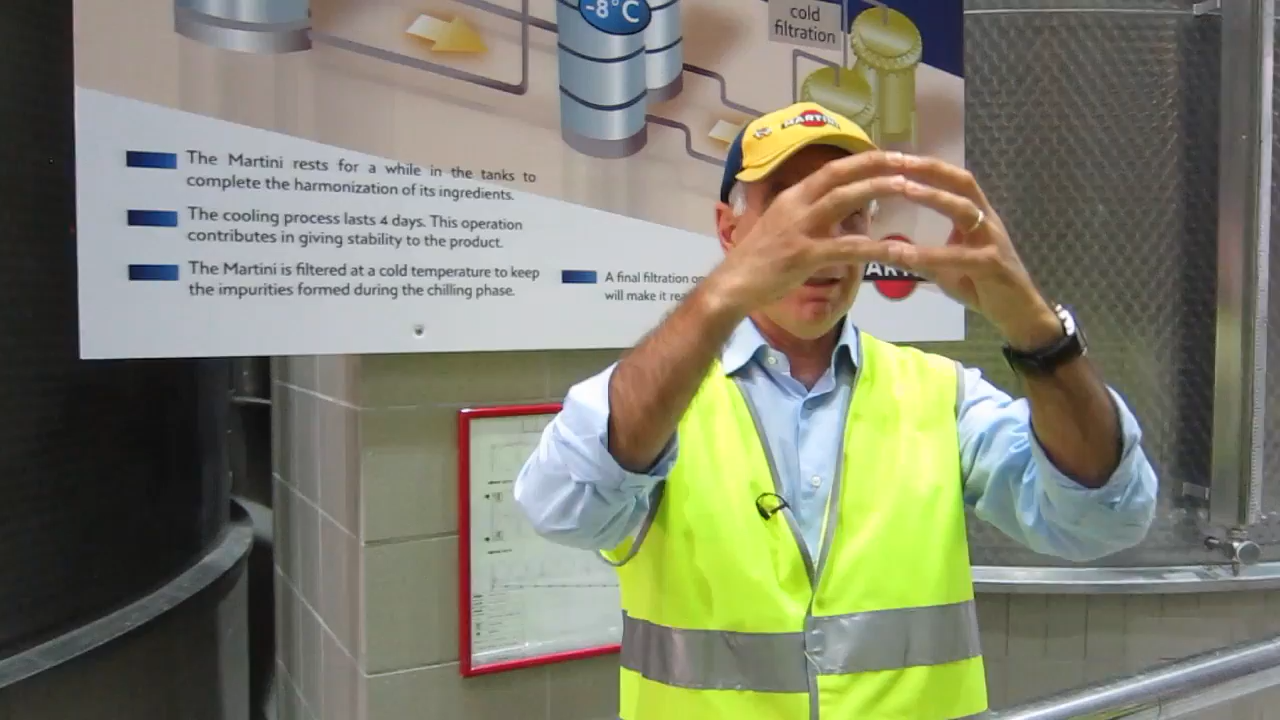 -8°C
cold
filtration
The Martini rests for a while in the tanks to
complete the harmonization of its ingredients.
The cooling process lasts 4 days. This operation
contributes in giving stability to the product.
The Martini is filtered at a cold temperature to keep
the impurities formed during the chilling phase.
A final filtration
will make it
MARTINI